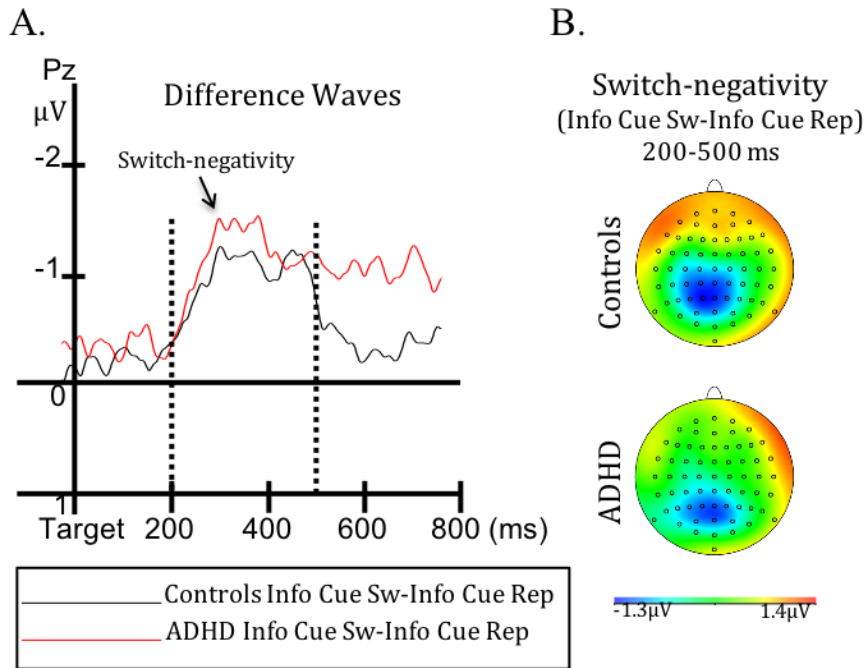 A.
Pz
μV
Difference Waves
Switch-negativity
-2
-1
0
1
Target 200 400 600 800 (ms)
Controls Info Cue Sw-Info Cue Rep
ADHD Info Cue Sw-Info Cue Rep
B.
Switch-negativity
(Info Cue Sw-Info Cue Rep)
200-500 ms
Controls
ADHD
-1.3μV 1.4μV